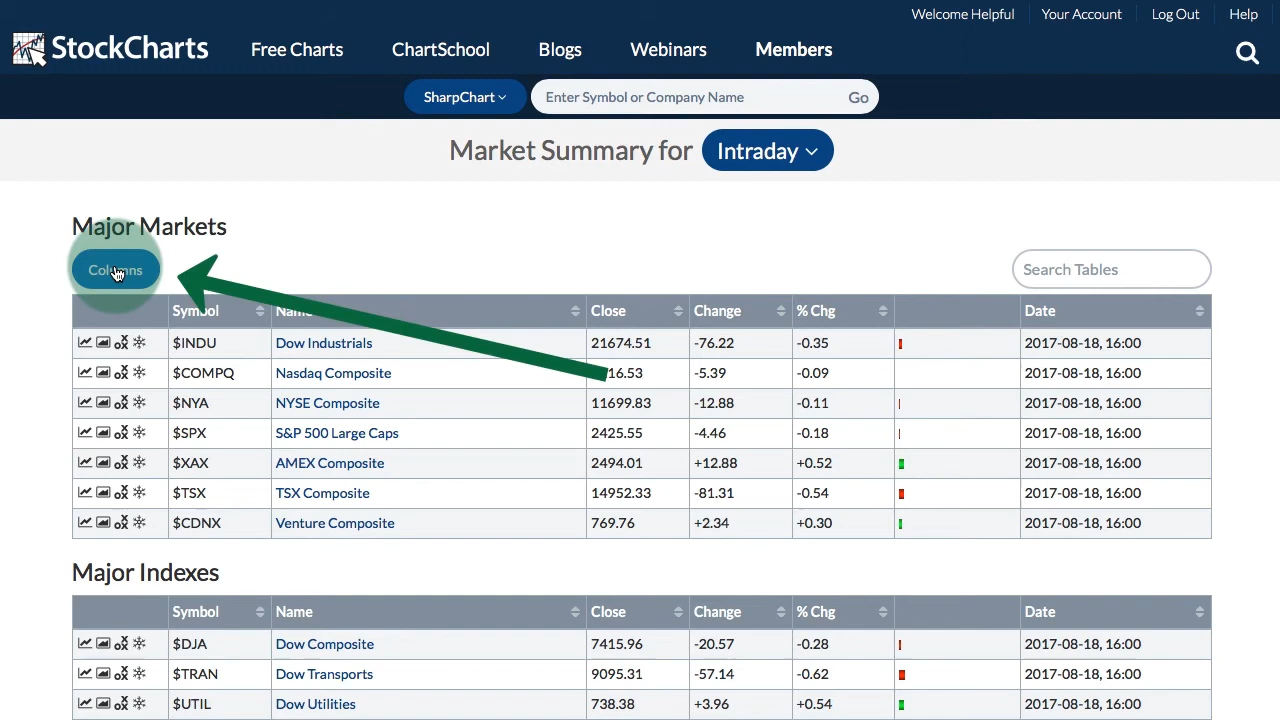 Welcome Helpful Your Account Log Out Help
StockCharts Free Charts ChartSchool Blogs Webinars Members
SharpChart Enter Symbol or Company Name Go
Market Summary for Intraday
Major Markets
Columns Search Tables
Symbol Name Close Change % Chg Date
$INDU Dow Industrials 21674.51 -76.22 -0.35 2017-08-18, 16:00
$COMPQ Nasdaq Composite 16.53 -5.39 -0.09 2017-08-18, 16:00
$NYA NYSE Composite 11699.83 -12.88 -0.11 2017-08-18, 16:00
$SPX S&P 500 Large Caps 2425.55 -4.46 -0.18 2017-08-18, 16:00
$XAX AMEX Composite 2494.01 +12.88 +0.52 2017-08-18, 16:00
$TSX TSX Composite 14952.33 -81.31 -0.54 2017-08-18, 16:00
$CDNX Venture Composite 769.76 +2.34 +0.30 2017-08-18, 16:00
Major Indexes
Symbol Name Close Change % Chg Date
$DJA Dow Composite 7415.96 -20.57 -0.28 2017-08-18, 16:00
$TRAN Dow Transports 9095.31 -57.14 -0.62 2017-08-18, 16:00
$UTIL Dow Utilities 738.38 +3.96 +0.54 2017-08-18, 16:00